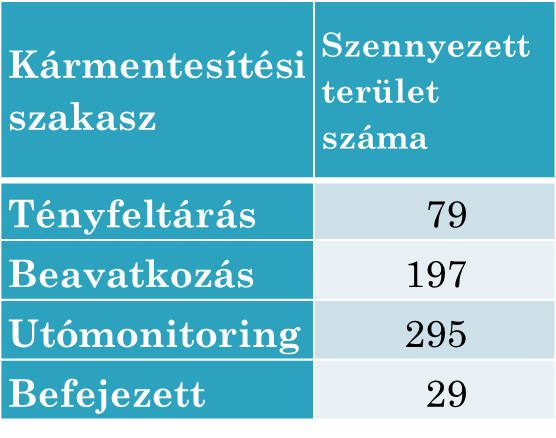 Kármentesítési
szakasz
Szennyezett
terület
száma
Tényfeltárás 79
Beavatkozás 197
Utómonitoring 295
Befejezett 29